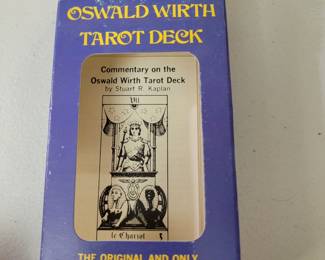 OSWALD WIRTH
TAROT DECK
Commentary on the
Oswald Wirth Tarot Deck
by Stuart R. Kaplan
VII
le Chariot
THE ORIGINAL AND ONLY